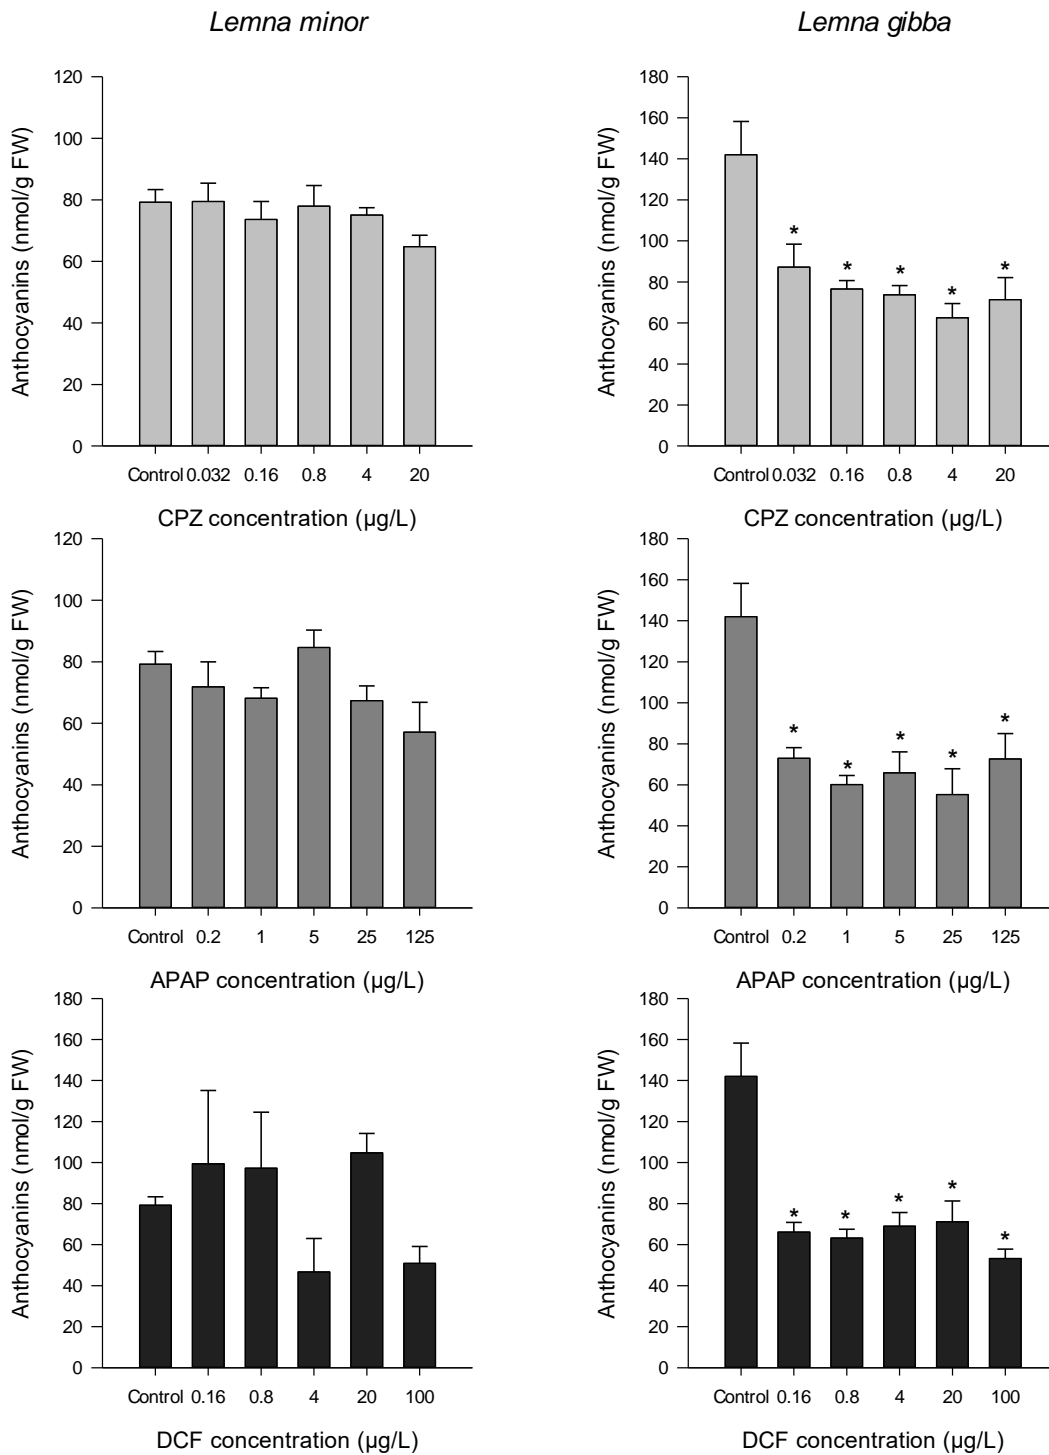 Lemna minor
Lemna gibba
120
100
80
60
40
20
0
Anthocyanins (nmol/g FW)
Control 0.032 0.16 0.8 4 20
CPZ concentration (µg/L)
180
160
140
120
100
80
60
40
20
0
Anthocyanins (nmol/g FW)
* * * * *
Control 0.032 0.16 0.8 4 20
CPZ concentration (µg/L)
120
100
80
60
40
20
0
Anthocyanins (nmol/g FW)
Control 0.2 1 5 25 125
APAP concentration (µg/L)
180
160
140
120
100
80
60
40
20
0
Anthocyanins (nmol/g FW)
* * * * *
Control 0.2 1 5 25 125
APAP concentration (µg/L)
180
160
140
120
100
80
60
40
20
0
Anthocyanins (nmol/g FW)
Control 0.16 0.8 4 20 100
DCF concentration (µg/L)
180
160
140
120
100
80
60
40
20
0
Anthocyanins (nmol/g FW)
* * * * *
Control 0.16 0.8 4 20 100
DCF concentration (µg/L)